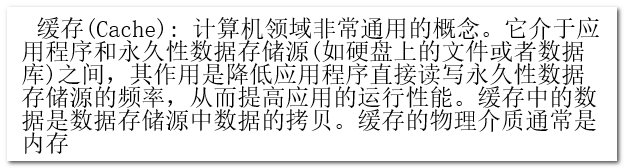 缓存(Cache): 计算机领域非常通用的概念。它介于应
用程序和永久性数据存储源(如硬盘上的文件或者数据
库)之间，其作用是降低应用程序直接读写永久性数据
存储源的频率，从而提高应用的运行性能。缓存中的数
据是数据存储源中数据的拷贝。缓存的物理介质通常是
内存